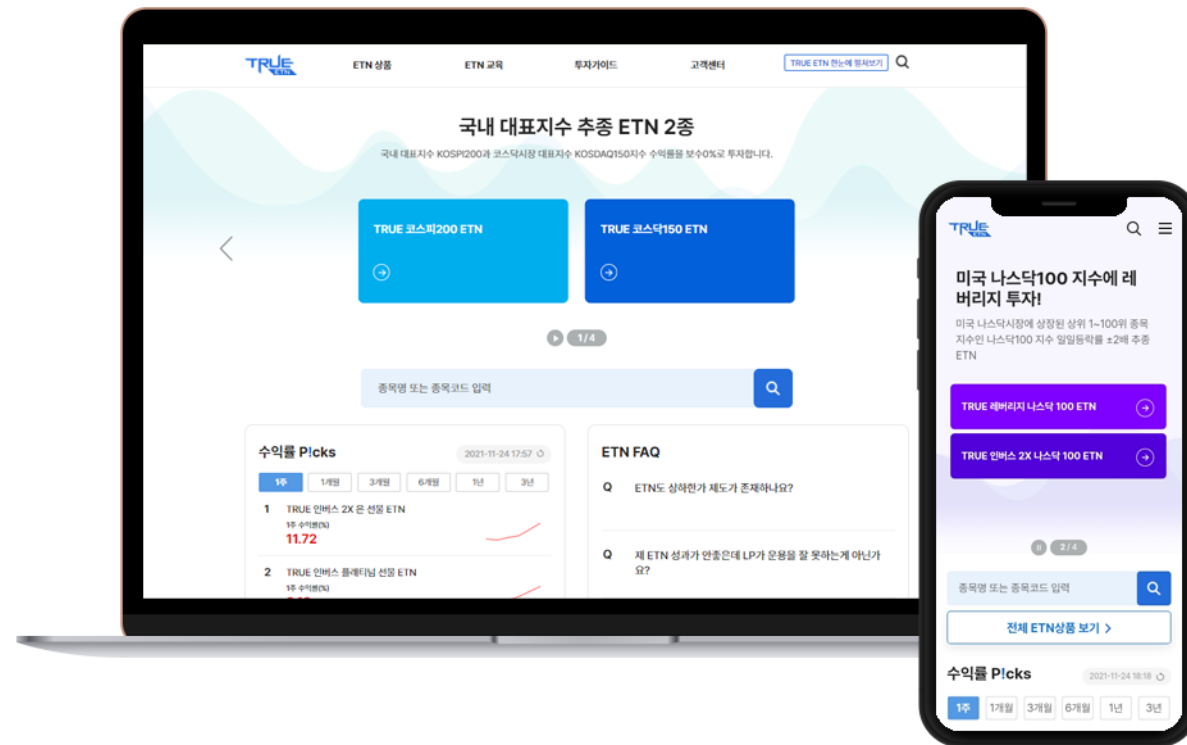 TRUE ETN
ETN 상품
ETN 교육
투자가이드
고객센터
TRUE ETN 한눈에 펼쳐보기
국내 대표지수 추종 ETN 2종
국내 대표지수 KOSPI200과 코스닥시장 대표지수 KOSDAQ150지수 수익률을 보수0%로 투자합니다.
TRUE 코스피200 ETN
TRUE 코스닥150 ETN
1/4
종목명 또는 종목코드 입력
수익률 P!cks
2021-11-24 17:57
1주
1개월
3개월
6개월
1년
3년
1
TRUE 인버스 2X 은 선물 ETN
1주 수익률(%)
11.72
2
TRUE 인버스 플래티넘 선물 ETN
1주 수익률(%)
ETN FAQ
Q
ETN도 상하한가 제도가 존재하나요?
Q
제 ETN 성과가 안좋은데 LP가 운용을 잘 못하는게 아닌가
요?
TRUE ETN
미국 나스닥100 지수에 레
버리지 투자!
미국 나스닥시장에 상장된 상위 1~100위 종목
지수인 나스닥100 지수 일일등락률 ±2배 추종
ETN
TRUE 레버리지 나스닥 100 ETN
TRUE 인버스 2X 나스닥 100 ETN
2/4
종목명 또는 종목코드 입력
전체 ETN상품 보기
수익률 P!cks
2021-11-24 18:18
1주
1개월
3개월
6개월
1년
3년